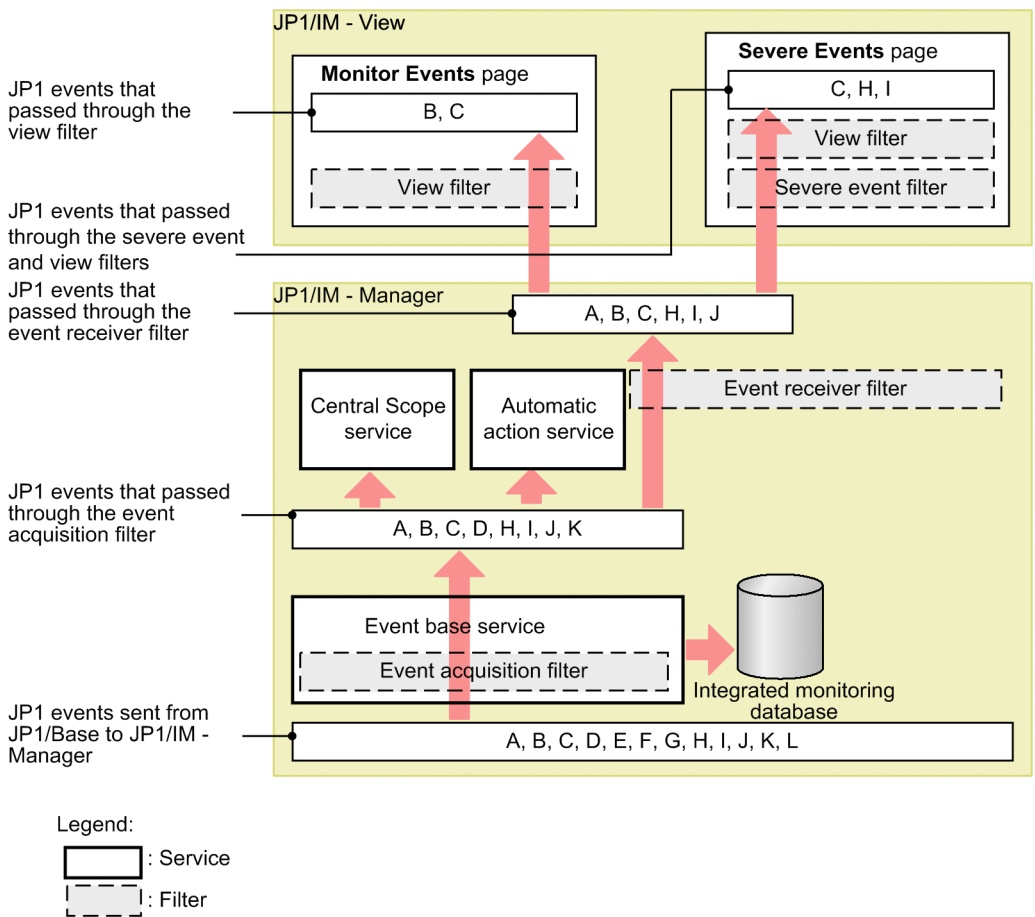 JP1/IM - View
Monitor Events page
B, C
View filter
Severe Events page
C, H, I
View filter
Severe event filter
JP1 events that
passed through the
view filter
JP1 events that passed
through the severe event
and view filters
JP1 events that
passed through the
event receiver filter
JP1/IM - Manager
A, B, C, H, I, J
Event receiver filter
Central Scope
service
Automatic
action service
JP1 events that passed
through the event
acquisition filter
A, B, C, D, H, I, J, K
Event base service
Event acquisition filter
Integrated monitoring
database
JP1 events sent from
JP1/Base to JP1/IM -
Manager
A, B, C, D, E, F, G, H, I, J, K, L
Legend:
: Service
: Filter